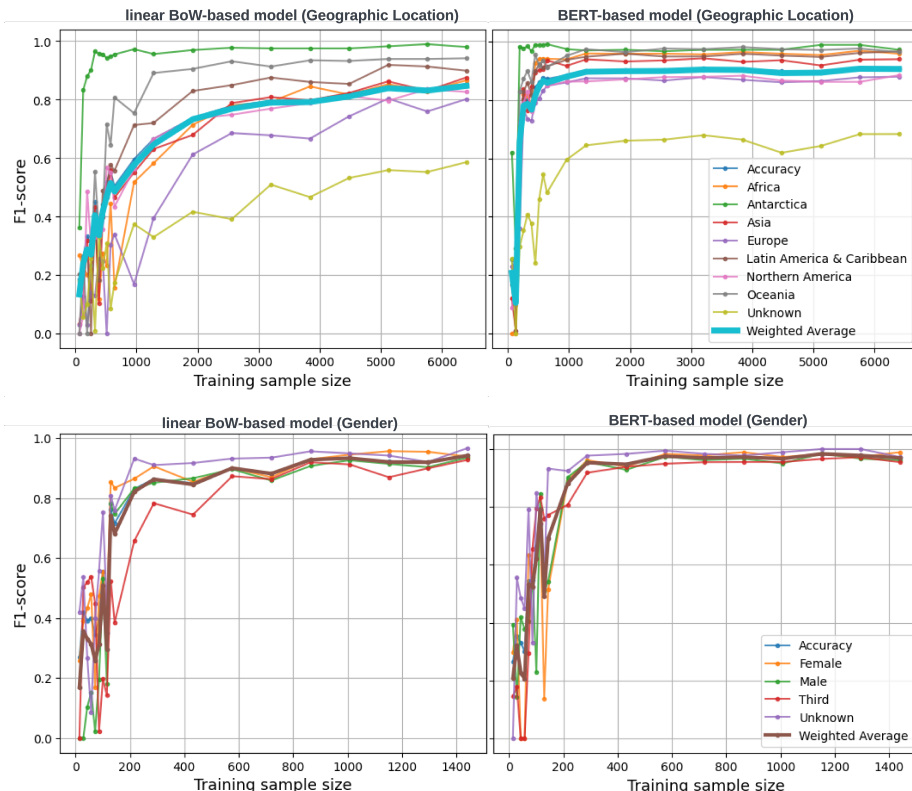 linear BoW-based model (Geographic Location)
1.0
0.8
0.6
0.4
0.2
0.0
F1-score
0 1000 2000 3000 4000 5000 6000
Training sample size
BERT-based model (Geographic Location)
Accuracy
Africa
Antarctica
Asia
Europe
Latin America & Caribbean
Northern America
Oceania
Unknown
Weighted Average
0 1000 2000 3000 4000 5000 6000
Training sample size
linear BoW-based model (Gender)
1.0
0.8
0.6
0.4
0.2
0.0
F1-score
0 200 400 600 800 1000 1200 1400
Training sample size
BERT-based model (Gender)
Accuracy
Female
Male
Third
Unknown
Weighted Average
0 200 400 600 800 1000 1200 1400
Training sample size